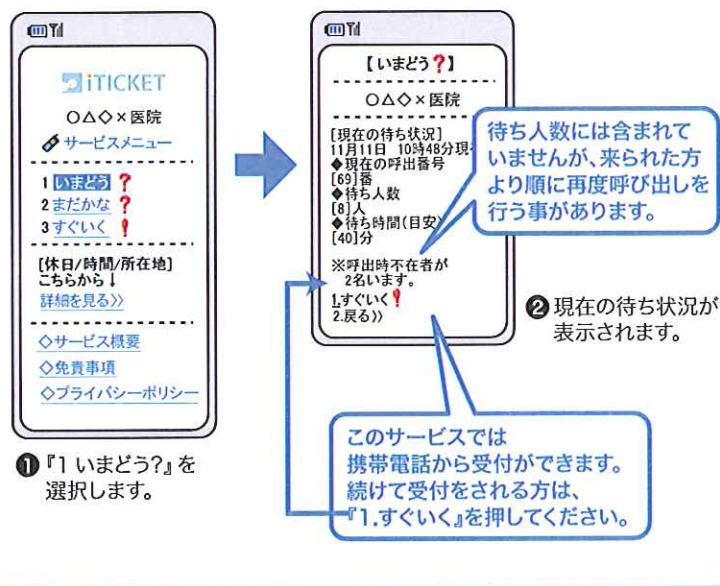 iTICKET
○△◇×医院
サービスメニュー
1 いまどう?
2 まだかな?
3 すぐいく!
[休日/時間/所在地]
こちらから↓
詳細を見る》
◇サービス概要
◇免責事項
◇プライバシーポリシー
❶『1 いまどう?』を
選択します。
【いまどう?】
○△◇×医院
[現在の待ち状況]
11月11日 10時48分現
◆現在の呼出番号
[69]番
◆待ち人数
[8]人
◆待ち時間(目安)
[40]分
※呼出時不在者が
2名います。
1.すぐいく!
2.戻る》
待ち人数には含まれて
いませんが、来られた方
より順に再度呼び出しを
行う事があります。
❷現在の待ち状況が
表示されます。
このサービスでは
携帯電話から受付ができます。
続けて受付をされる方は、
『1.すぐいく』を押してください。